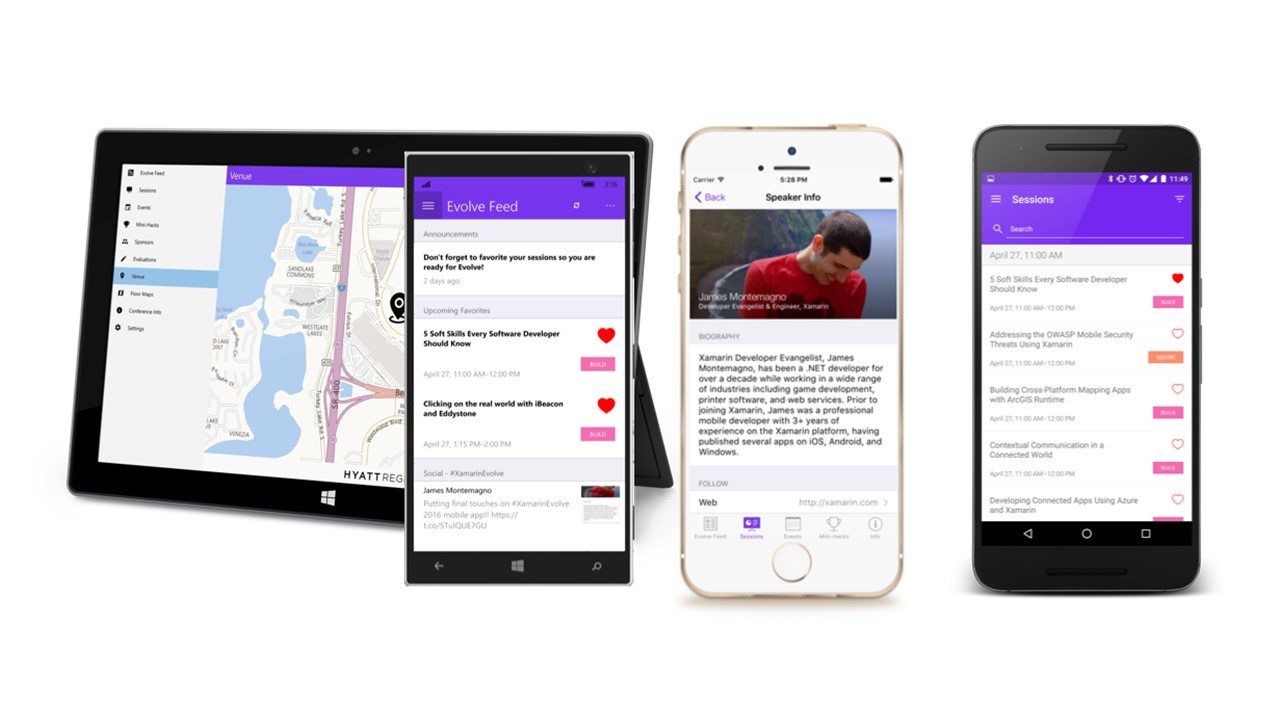 Evolve Feed
Sessions
Events
Mini-Hacks
Sponsors
Evaluations
Venue
Floor Maps
Conference Info
Settings
Venue
SANDLAKE
COMMONS
WESTGATE
LAKES
SR-400
Turkey Lake Rd S
VENEZIA
HYATT REG
3:16
Evolve Feed
Announcements
Don't forget to favorite your sessions so you are
ready for Evolve!
2 days ago
Upcoming Favorites
5 Soft Skills Every Software Developer
Should Know
BUILD
April 27, 11:00 AM–12:00 PM
Clicking on the real world with iBeacon
and Eddystone
BUILD
April 27, 1:15 PM–2:00 PM
Social - #XamarinEvolve
James Montemagno
Putting final touches on #XamarinEvolve
2016 mobile app!! https://
t.co/5TulQUE7GU
Carrier
5:28 PM
Back
Speaker Info
James Montemagno
Developer Evangelist & Engineer, Xamarin
BIOGRAPHY
Xamarin Developer Evangelist, James
Montemagno, has been a .NET developer for
over a decade while working in a wide range
of industries including game development,
printer software, and web services. Prior to
joining Xamarin, James was a professional
mobile developer with 3+ years of
experience on the Xamarin platform, having
published several apps on iOS, Android, and
Windows.
FOLLOW
Web http://xamarin.com
Evolve Feed Sessions Events Mini-Hacks Info
11:49
Sessions
Search
April 27, 11:00 AM
5 Soft Skills Every Software Developer
Should Know
April 27, 11:00 AM–12:00 PM
BUILD
Addressing the OWASP Mobile Security
Threats Using Xamarin
April 27, 11:00 AM–12:00 PM
SECURE
Building Cross-Platform Mapping Apps
with ArcGIS Runtime
April 27, 11:00 AM–12:00 PM
BUILD
Contextual Communication in a
Connected World
April 27, 11:00 AM–12:00 PM
BUILD
Developing Connected Apps Using Azure
and Xamarin